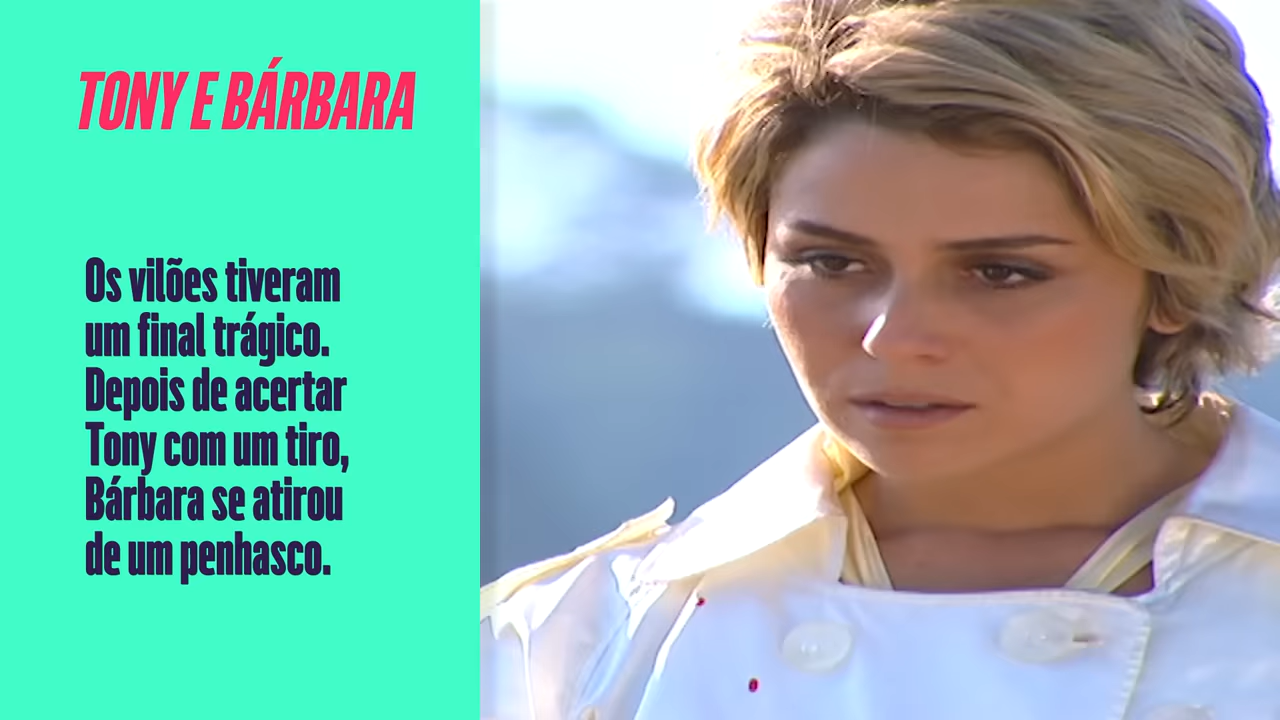 TONY E BÁRBARA
Os vilões tiveram
um final trágico.
Depois de acertar
Tony com um tiro,
Bárbara se atirou
de um penhasco.